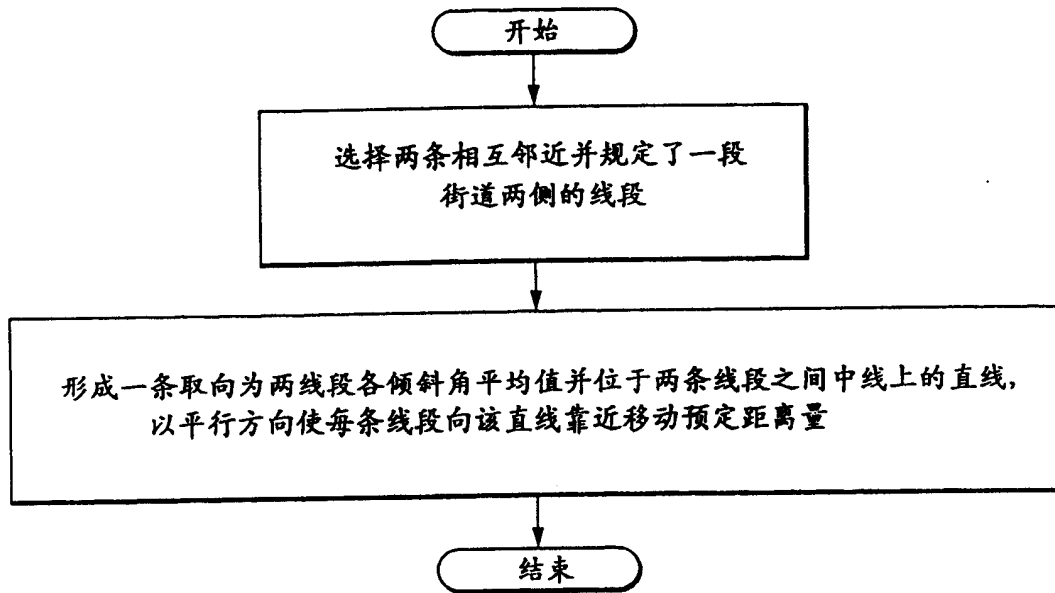 开始
选择两条相互邻近并规定了一段
街道两侧的线段
形成一条取向为两线段各倾斜角平均值并位于两条线段之间中线上的直线,
以平行方向使每条线段向该直线靠近移动预定距离量
结束